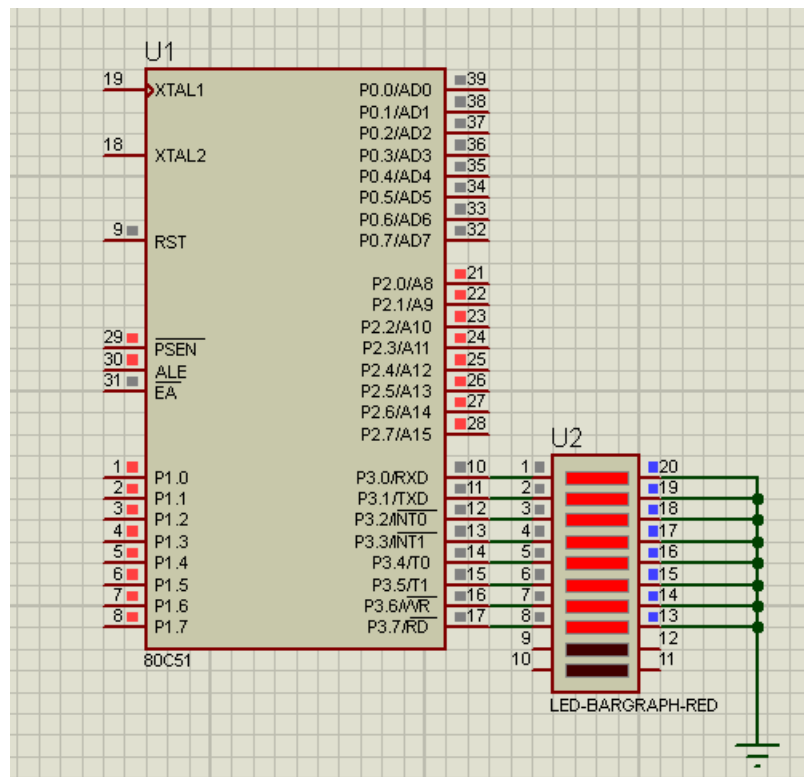 U1
19 XTAL1 P0.0/AD0 39
P0.1/AD1 38
P0.2/AD2 37
18 XTAL2 P0.3/AD3 36
P0.4/AD4 35
P0.5/AD5 34
P0.6/AD6 33
9 RST P0.7/AD7 32
P2.0/A8 21
P2.1/A9 22
P2.2/A10 23
29 PSEN P2.3/A11 24
30 ALE P2.4/A12 25
31 EA P2.5/A13 26
P2.6/A14 27
P2.7/A15 28
U2
1 P1.0 P3.0/RXD 10 1 20
2 P1.1 P3.1/TXD 11 2 19
3 P1.2 P3.2/INT0 12 3 18
4 P1.3 P3.3/INT1 13 4 17
5 P1.4 P3.4/T0 14 5 16
6 P1.5 P3.5/T1 15 6 15
7 P1.6 P3.6/WR 16 7 14
8 P1.7 P3.7/RD 17 8 13
9 12
80C51 10 11
LED-BARGRAPH-RED